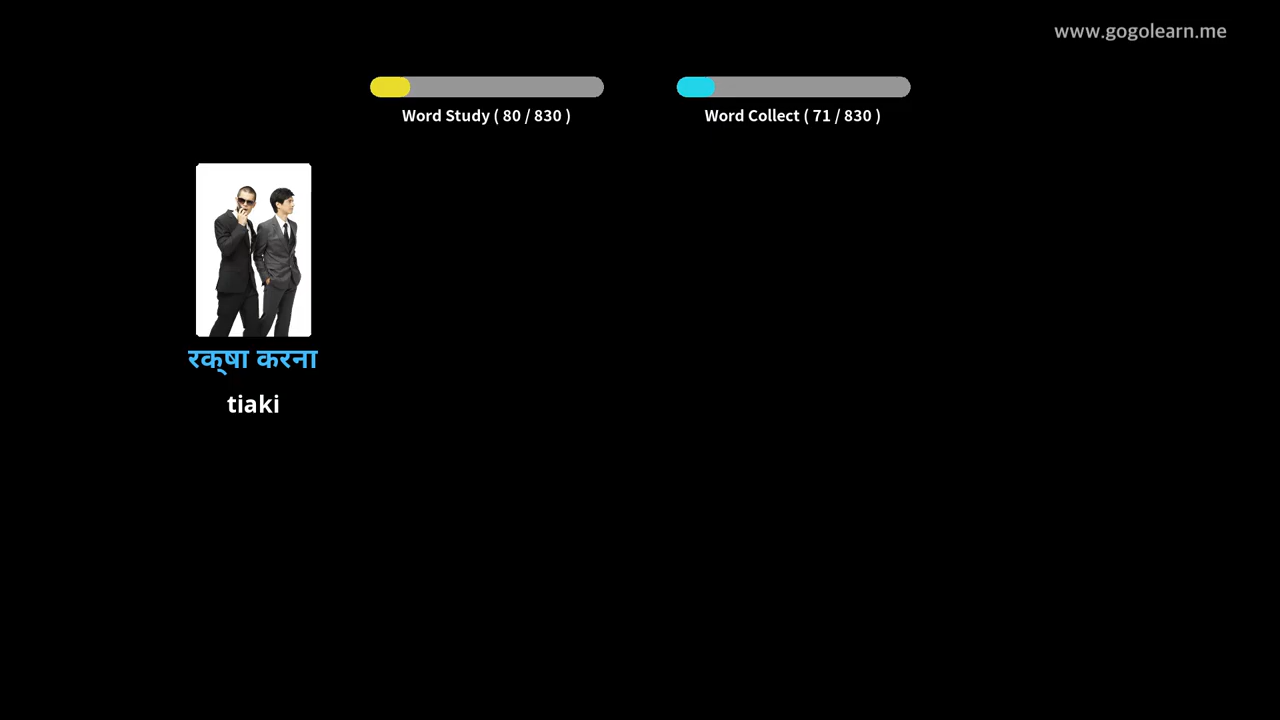 www.gogolearn.me
Word Study ( 80 / 830 )
Word Collect ( 71 / 830 )
रक्षा करना
tiaki